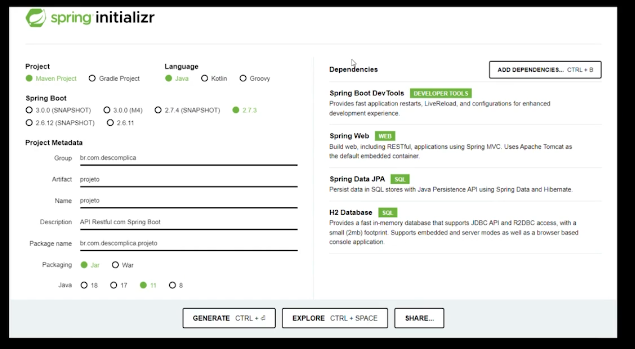 spring initializr
Project
Maven Project
Gradle Project
Language
Java
Kotlin
Groovy
Spring Boot
3.0.0 (SNAPSHOT)
3.0.0 (M4)
2.7.4 (SNAPSHOT)
2.7.3
2.6.12 (SNAPSHOT)
2.6.11
Project Metadata
Group br.com.descomplica
Artifact projeto
Name projeto
Description API Restful com Spring Boot
Package name br.com.descomplica.projeto
Packaging Jar War
Java 18 17 11 8
Dependencies
ADD DEPENDENCIES... CTRL + B
Spring Boot DevTools DEVELOPER TOOLS
Provides fast application restarts, LiveReload, and configurations for enhanced
development experience.
Spring Web WEB
Build web, including RESTful, applications using Spring MVC. Uses Apache Tomcat as
the default embedded container.
Spring Data JPA SQL
Persist data in SQL stores with Java Persistence API using Spring Data and Hibernate.
H2 Database SQL
Provides a fast in-memory database that supports JDBC API and R2DBC access, with a
small (2mb) footprint. Supports embedded and server modes as well as a browser based
console application.
GENERATE CTRL + ⏎
EXPLORE CTRL + SPACE
SHARE...